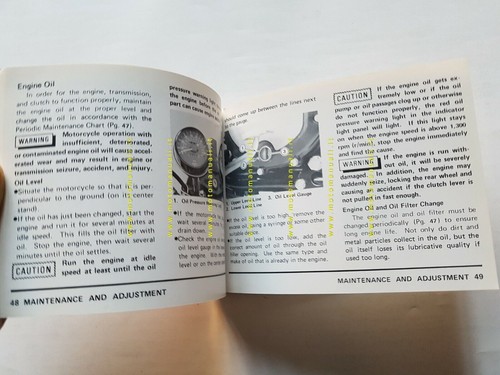 Engine Oil
In order for the engine, transmission,
and clutch to function properly, maintain
the engine oil at the proper level and
change the oil in accordance with the
Periodic Maintenance Chart (Pg. 47).
WARNING Motorcycle operation with
insufficient, deteriorated,
or contaminated engine oil will cause accel-
erated wear and may result in engine or
transmission seizure, accident, and injury.
Oil Level
●Situate the motorcycle so that it is per-
pendicular to the ground
stand)
●If the oil has just been changed, start the
engine and run it for several minutes at
idle speed. This fills the oil filter with
oil. Stop the engine, then wait several
minutes until the oil settles.
CAUTION Run the engine at idle
speed at least until the oil
48 MAINTENANCE AND ADJUSTMENT
pressure warning light
the engine before the
part can cause
Oil Pressure
●If the motorcycle
wait several
●Check the engine
level gauge in the
engine. With the
level or on the center
come up between the lines next
gauge.
Upper Level Line
2. Lower Level Line
3. Oil Level Gauge
●If the oil level is too high, remove the
excess oil, using a syringe or some other
suitable device.
●If the oil level is too low, add the
correct amount of oil through the oil
filler opening. Use the same type and
make of oil that is already in the engine.
CAUTION If the engine oil gets ex-
tremely low or if the oil
pump or oil passages clog up or otherwise
do not function properly, the red oil
pressure warning light in the indicator
light panel will light. If this light stays
on when the engine speed is above 1,300
rpm (r/min), stop the engine immediately
and find the cause.
WARNING If the engine is run with-
out oil, it will be severely
damaged. In addition, the engine may
suddenly seize, locking the rear wheel and
causing an accident if the clutch lever is
not pulled in fast enough.
Engine Oil and Oil Filter Change
The engine oil and oil filter must be
changed periodically (Pg. 47) to ensure
long engine life. Not only do dirt and
metal particles collect in the oil, but the
oil itself loses its lubricative quality if
used too long.
MAINTENANCE AND ADJUSTMENT 49